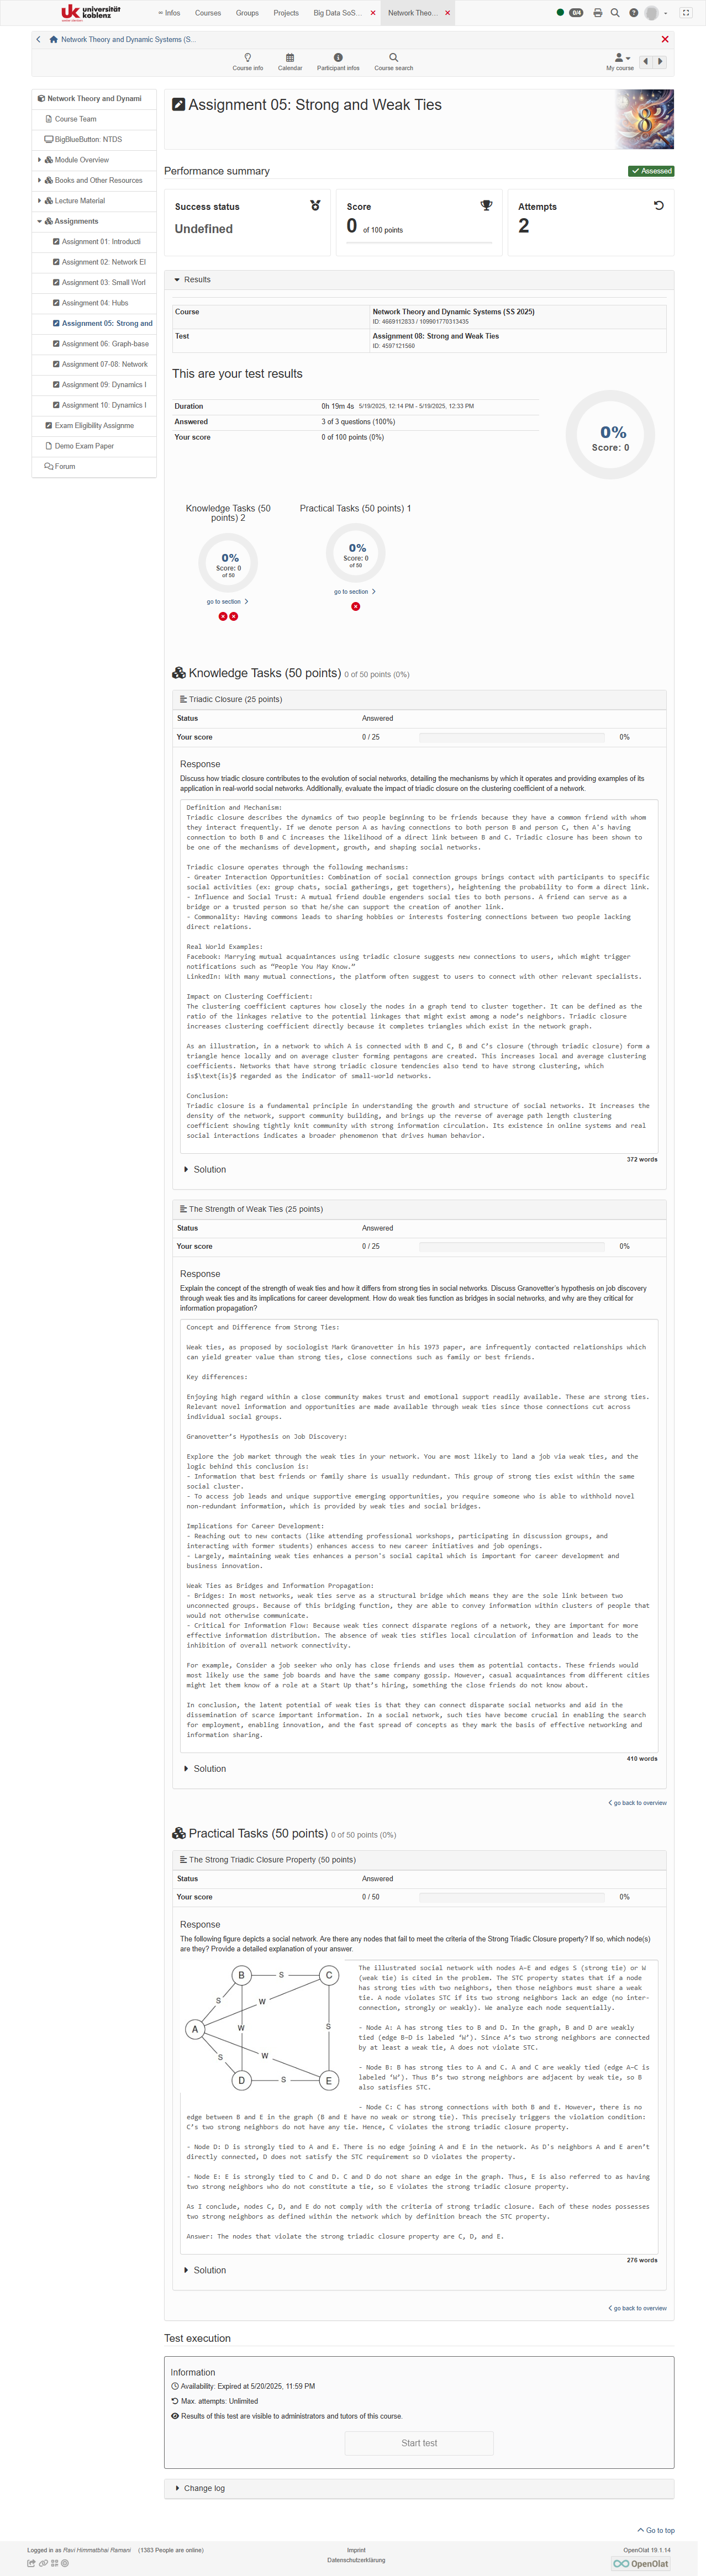 uk universität koblenz
∞ Infos
Courses
Groups
Projects
Big Data SoS...
Network Theo...
0/4
Network Theory and Dynamic Systems (S...
Course info
Calendar
Participant infos
Course search
My course
Network Theory and Dynami
Course Team
BigBlueButton: NTDS
Module Overview
Books and Other Resources
Lecture Material
Assignments
Assignment 01: Introducti
Assignment 02: Network El
Assignment 03: Small Worl
Assingment 04: Hubs
Assignment 05: Strong and
Assignment 06: Graph-base
Assignment 07-08: Network
Assignment 09: Dynamics I
Assignment 10: Dynamics I
Exam Eligibility Assignme
Demo Exam Paper
Forum
Assignment 05: Strong and Weak Ties
8
Performance summary
Assessed
Success status
Undefined
Score
0 of 100 points
Attempts
2
Results
Course
Network Theory and Dynamic Systems (SS 2025)
ID: 4669112833 / 109901770313435
Test
Assignment 08: Strong and Weak Ties
ID: 4597121560
This are your test results
Duration 0h 19m 4s 5/19/2025, 12:14 PM - 5/19/2025, 12:33 PM
Answered 3 of 3 questions (100%)
Your score 0 of 100 points (0%)
0%
Score: 0
Knowledge Tasks (50 points) 2
0%
Score: 0
of 50
go to section
Practical Tasks (50 points) 1
0%
Score: 0
of 50
go to section
Knowledge Tasks (50 points) 0 of 50 points (0%)
Triadic Closure (25 points)
Status Answered
Your score 0 / 25 0%
Response
Discuss how triadic closure contributes to the evolution of social networks, detailing the mechanisms by which it operates and providing examples of its
application in real-world social networks. Additionally, evaluate the impact of triadic closure on the clustering coefficient of a network.
Definition and Mechanism:
Triadic closure describes the dynamics of two people beginning to be friends because they have a common friend with whom
they interact frequently. If we denote person A as having connections to both person B and person C, then A's having
connection to both B and C increases the likelihood of a direct link between B and C. Triadic closure has been shown to
be one of the mechanisms of development, growth, and shaping social networks.
Triadic closure operates through the following mechanisms:
- Greater Interaction Opportunities: Combination of social connection groups brings contact with participants to specific
social activities (ex: group chats, social gatherings, get togethers), heightening the probability to form a direct link.
- Influence and Social Trust: A mutual friend double engenders social ties to both persons. A friend can serve as a
bridge or a trusted person so that he/she can support the creation of another link.
- Commonality: Having commons leads to sharing hobbies or interests fostering connections between two people lacking
direct relations.
Real World Examples:
Facebook: Marrying mutual acquaintances using triadic closure suggests new connections to users, which might trigger
notifications such as “People You May Know.”
LinkedIn: With many mutual connections, the platform often suggest to users to connect with other relevant specialists.
Impact on Clustering Coefficient:
The clustering coefficient captures how closely the nodes in a graph tend to cluster together. It can be defined as the
ratio of the linkages relative to the potential linkages that might exist among a node’s neighbors. Triadic closure
increases clustering coefficient directly because it completes triangles which exist in the network graph.
As an illustration, in a network to which A is connected with B and C, B and C’s closure (through triadic closure) form a
triangle hence locally and on average cluster forming pentagons are created. This increases local and average clustering
coefficients. Networks that have strong triadic closure tendencies also tend to have strong clustering, which
is$\text{is}$ regarded as the indicator of small-world networks.
Conclusion:
Triadic closure is a fundamental principle in understanding the growth and structure of social networks. It increases the
density of the network, support community building, and brings up the reverse of average path length clustering
coefficient showing tightly knit community with strong information circulation. Its existence in online systems and real
social interactions indicates a broader phenomenon that drives human behavior.
372 words
Solution
The Strength of Weak Ties (25 points)
Status Answered
Your score 0 / 25 0%
Response
Explain the concept of the strength of weak ties and how it differs from strong ties in social networks. Discuss Granovetter's hypothesis on job discovery
through weak ties and its implications for career development. How do weak ties function as bridges in social networks, and why are they critical for
information propagation?
Concept and Difference from Strong Ties:
Weak ties, as proposed by sociologist Mark Granovetter in his 1973 paper, are infrequently contacted relationships which
can yield greater value than strong ties, close connections such as family or best friends.
Key differences:
Enjoying high regard within a close community makes trust and emotional support readily available. These are strong ties.
Relevant novel information and opportunities are made available through weak ties since those connections cut across
individual social groups.
Granovetter’s Hypothesis on Job Discovery:
Explore the job market through the weak ties in your network. You are most likely to land a job via weak ties, and the
logic behind this conclusion is:
- Information that best friends or family share is usually redundant. This group of strong ties exist within the same
social cluster.
- To access job leads and unique supportive emerging opportunities, you require someone who is able to withhold novel
non-redundant information, which is provided by weak ties and social bridges.
Implications for Career Development:
- Reaching out to new contacts (like attending professional workshops, participating in discussion groups, and
interacting with former students) enhances access to new career initiatives and job openings.
- Largely, maintaining weak ties enhances a person's social capital which is important for career development and
business innovation.
Weak Ties as Bridges and Information Propagation:
- Bridges: In most networks, weak ties serve as a structural bridge which means they are the sole link between two
unconnected groups. Because of this bridging function, they are able to convey information within clusters of people that
would not otherwise communicate.
- Critical for Information Flow: Because weak ties connect disparate regions of a network, they are important for more
effective information distribution. The absence of weak ties stifles local circulation of information and leads to the
inhibition of overall network connectivity.
For example, Consider a job seeker who only has close friends and uses them as potential contacts. These friends would
most likely use the same job boards and have the same company gossip. However, casual acquaintances from different cities
might let them know of a role at a Start Up that’s hiring, something the close friends do not know about.
In conclusion, the latent potential of weak ties is that they can connect disparate social networks and aid in the
dissemination of scarce important information. In a social network, such ties have become crucial in enabling the search
for employment, enabling innovation, and the fast spread of concepts as they mark the basis of effective networking and
information sharing.
410 words
Solution
go back to overview
Practical Tasks (50 points) 0 of 50 points (0%)
The Strong Triadic Closure Property (50 points)
Status Answered
Your score 0 / 50 0%
Response
The following figure depicts a social network. Are there any nodes that fail to meet the criteria of the Strong Triadic Closure property? If so, which node(s)
are they? Provide a detailed explanation of your answer.
B S C
S W
A W S
S W
D S E
The illustrated social network with nodes A–E and edges S (strong tie) or W
(weak tie) is cited in the problem. The STC property states that if a node
has strong ties with two neighbors, then those neighbors must share a weak
tie. A node violates STC if its two strong neighbors lack an edge (no inter-
connection, strongly or weakly). We analyze each node sequentially.
- Node A: A has strong ties to B and D. In the graph, B and D are weakly
tied (edge B–D is labeled ‘W’). Since A’s two strong neighbors are connected
by at least a weak tie, A does not violate STC.
- Node B: B has strong ties to A and C. A and C are weakly tied (edge A–C is
labeled ‘W’). Thus B’s two strong neighbors are adjacent by weak tie, so B
also satisfies STC.
- Node C: C has strong connections with both B and E. However, there is no
edge between B and E in the graph (B and E have no weak or strong tie). This precisely triggers the violation condition:
C’s two strong neighbors do not have any tie. Hence, C violates the strong triadic closure property.
- Node D: D is strongly tied to A and E. There is no edge joining A and E in the network. As D's neighbors A and E aren’t
directly connected, D does not satisfy the STC requirement so D violates the property.
- Node E: E is strongly tied to C and D. C and D do not share an edge in the graph. Thus, E is also referred to as having
two strong neighbors who do not constitute a tie, so E violates the strong triadic closure property.
As I conclude, nodes C, D, and E do not comply with the criteria of strong triadic closure. Each of these nodes possesses
two strong neighbors as defined within the network which by definition breach the STC property.
Answer: The nodes that violate the strong triadic closure property are C, D, and E.
276 words
Solution
go back to overview
Test execution
Information
Availability: Expired at 5/20/2025, 11:59 PM
Max. attempts: Unlimited
Results of this test are visible to administrators and tutors of this course.
Start test
Change log
Go to top
Logged in as Ravi Himmatbhai Ramani (1383 People are online)
Imprint
Datenschutzerklärung
OpenOlat 19.1.14
OpenOlat